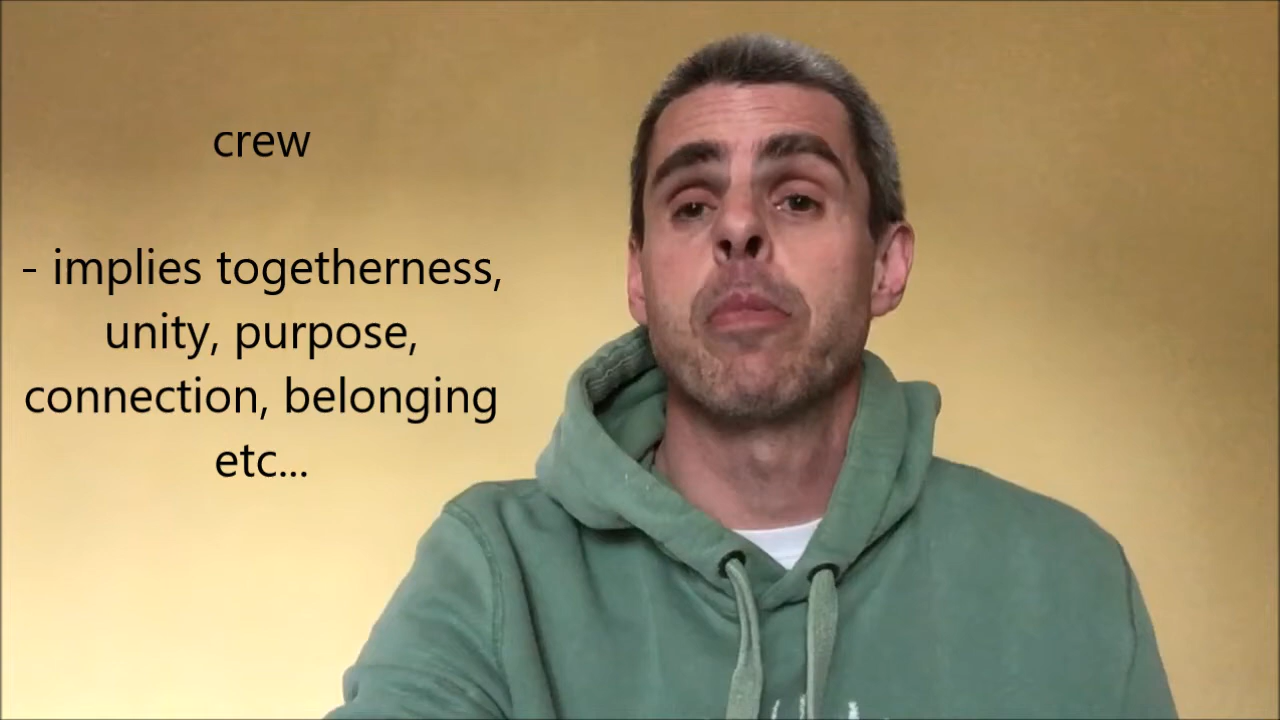 crew
- implies togetherness,
unity, purpose,
connection, belonging
etc...